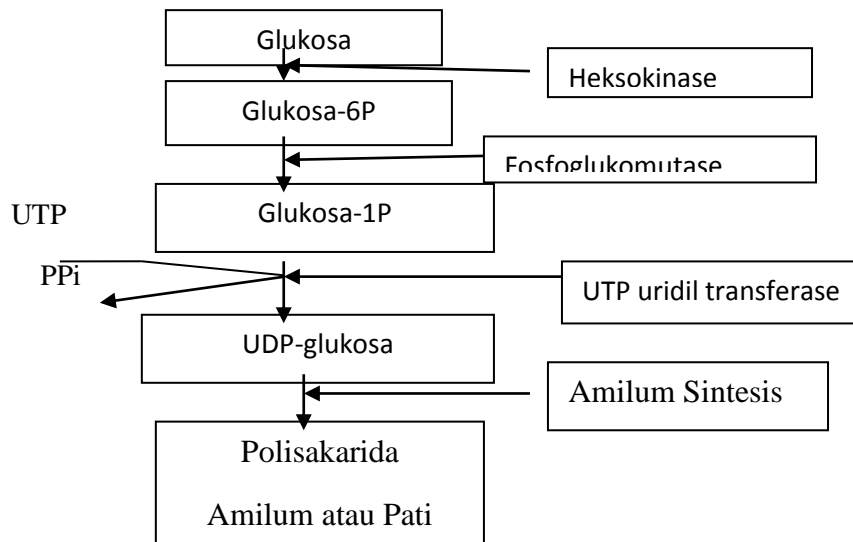 Glukosa
Heksokinase
Glukosa-6P
Fosfoglukomutase
Glukosa-1P
UTP
PPi
UTP uridil transferase
UDP-glukosa
Amilum Sintesis
Polisakarida
Amilum atau Pati